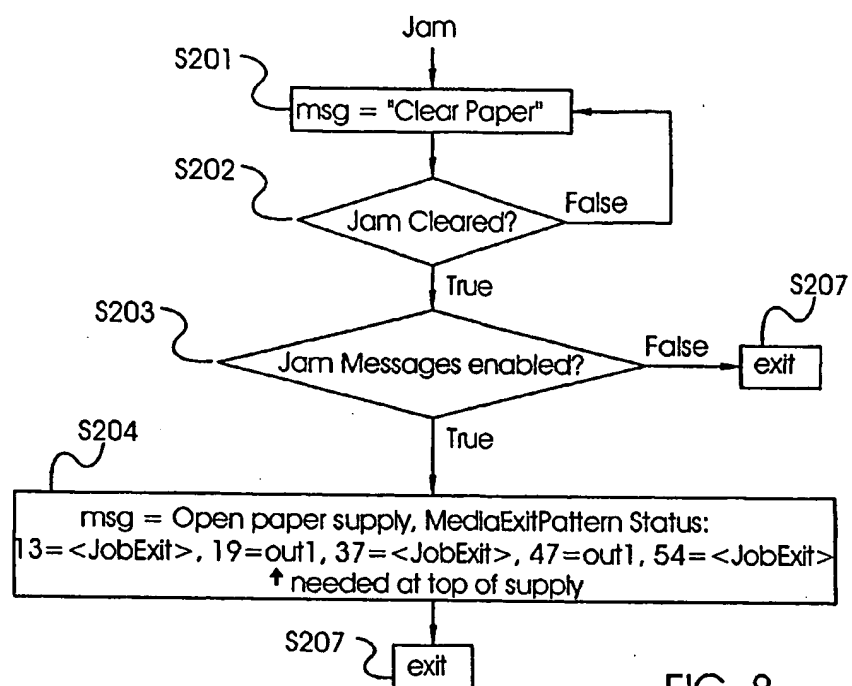 Jam
S201
msg = "Clear Paper"
S202
Jam Cleared?
False
True
S203
S207
Jam Messages enabled?
False
exit
True
S204
msg = Open paper supply, MediaExitPattern Status:
13=<JobExit>, 19=out1, 37=<JobExit>, 47=out1, 54=<JobExit>
↑ needed at top of supply
S207
exit